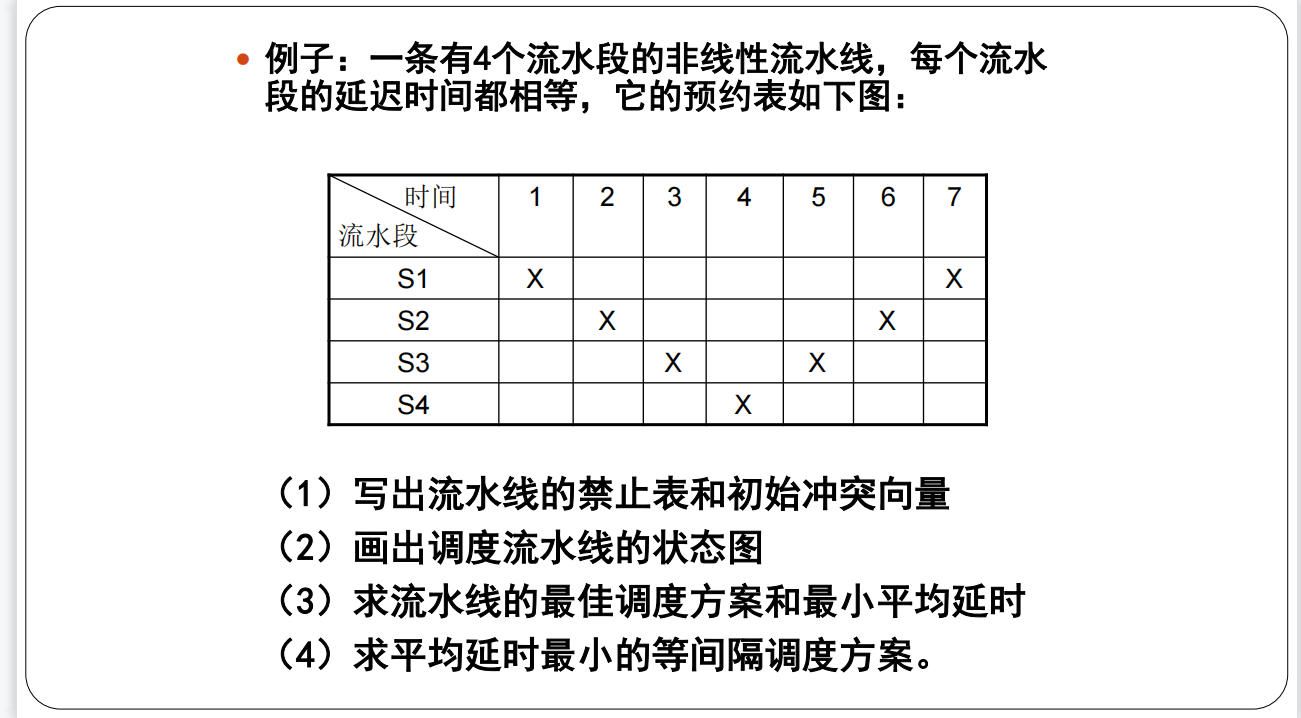 • 例子：一条有4个流水段的非线性流水线，每个流水
段的延迟时间都相等，它的预约表如下图：
时间 1 2 3 4 5 6 7
流水段
S1 X X
S2 X X
S3 X X
S4 X
（1）写出流水线的禁止表和初始冲突向量
（2）画出调度流水线的状态图
（3）求流水线的最佳调度方案和最小平均延时
（4）求平均延时最小的等间隔调度方案。